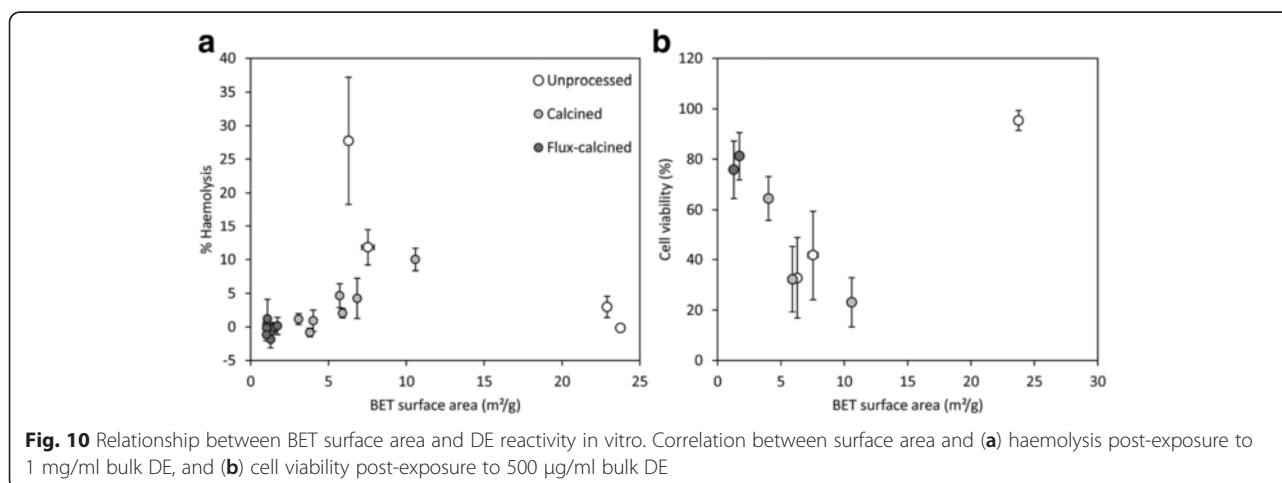 a
40
35
30
25
20
15
10
5
0
-5
% Haemolysis
Unprocessed
Calcined
Flux-calcined
0 5 10 15 20 25
BET surface area (m²/g)
b
120
100
80
60
40
20
0
Cell viability (%)
0 5 10 15 20 25 30
BET surface area (m²/g)
Fig. 10 Relationship between BET surface area and DE reactivity in vitro. Correlation between surface area and (a) haemolysis post-exposure to
1 mg/ml bulk DE, and (b) cell viability post-exposure to 500 μg/ml bulk DE